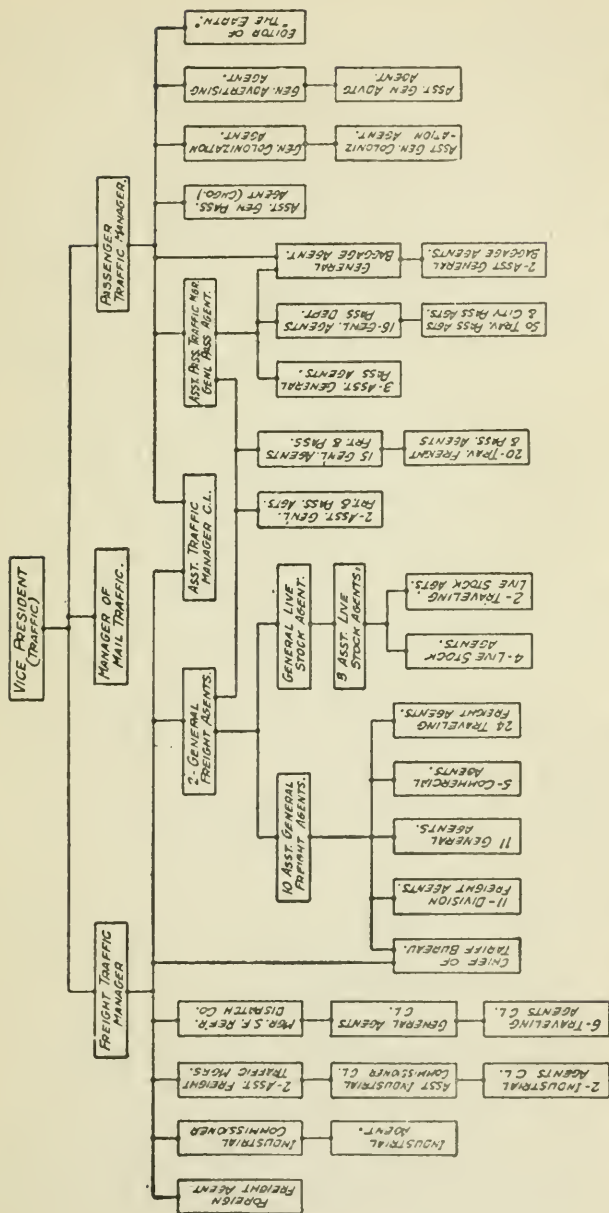 VICE PRESIDENT
(TRAFFIC)
FREIGHT TRAFFIC
MANAGER
MANAGER OF
MAIL TRAFFIC.
PASSENGER
TRAFFIC MANAGER.
FOREIGN
FREIGHT AGENT.
INDUSTRIAL
COMMISSIONER
INDUSTRIAL
AGENT.
2-ASST. FREIGHT
TRAFFIC MGRS.
ASST INDUSTRIAL
COMMISSIONER C.L.
2-INDUSTRIAL
AGENTS C.L.
MGR. S.F. REFR.
DISPATCH CO.
GENERAL AGENTS
C.L.
6-TRAVELING
AGENTS C.L.
CHIEF OF
TARIFF BUREAU.
2-GENERAL
FREIGHT AGENTS.
10 ASST. GENERAL
FREIGHT AGENTS.
11-DIVISION
FREIGHT AGENTS.
11 GENERAL
AGENTS.
5-COMMERCIAL
AGENTS.
24 TRAVELING
FREIGHT AGENTS.
GENERAL LIVE
STOCK AGENT.
8 ASST. LIVE
STOCK AGENTS.
4-LIVE STOCK
AGENTS.
2-TRAVELING
LIVE STOCK AGTS.
ASST. TRAFFIC
MANAGER C.L.
2-ASST. GEN'L
FRT. & PASS. AGTS.
15 GENL. AGENTS
FRT. & PASS.
20-TRAV. FREIGHT
& PASS. AGENTS
ASST. PASS. TRAFFIC MGR.
GENL PASS. AGENT.
3-ASST. GENERAL
PASS AGENTS.
16-GENL. AGENTS
PASS DEPT.
50 TRAV. PASS AGTS
& CITY PASS AGTS.
GENERAL
BAGGAGE AGENT.
2-ASST GENERAL
BAGGAGE AGENTS.
ASST. GEN PASS.
AGENT (CHGO.)
GEN. COLONIZATION
AGENT.
ASST GEN. COLONIZ
-ATION AGENT.
GEN. ADVERTISING
AGENT.
ASST. GEN ADVTG
AGENT.
EDITOR OF
"THE EARTH".